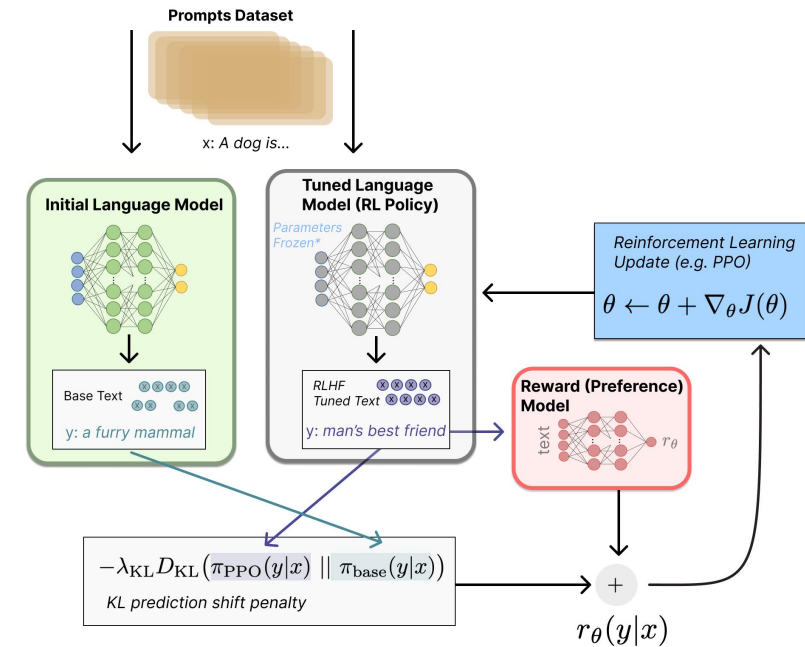 Prompts Dataset
x: A dog is...
Initial Language Model
Tuned Language
Model (RL Policy)
Parameters
Frozen*
Base Text
x x x x
x x x x
y: a furry mammal
RLHF
Tuned Text
x x x x
x x x x
y: man's best friend
Reinforcement Learning
Update (e.g. PPO)
θ ← θ + ∇θJ(θ)
Reward (Preference)
Model
text
rθ
−λKL DKL(πPPO(y|x) || πbase(y|x))
KL prediction shift penalty
+
rθ(y|x)